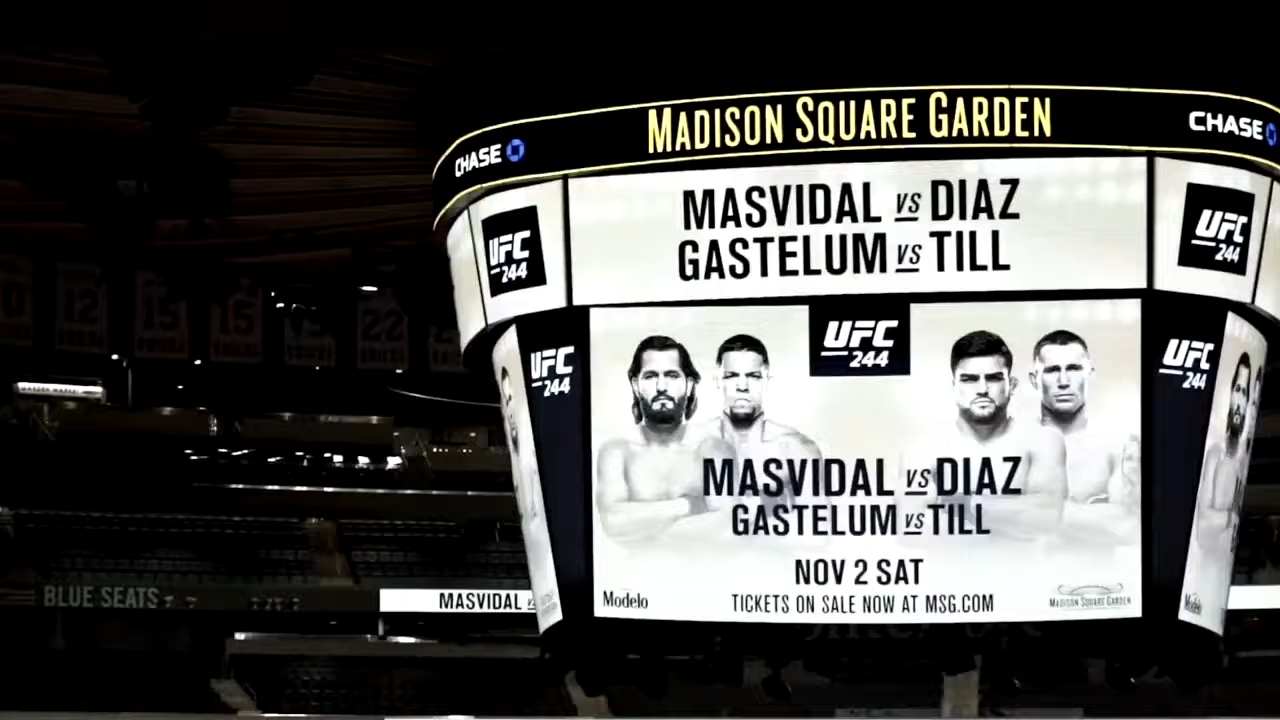 MADISON SQUARE GARDEN
CHASE
CHASE
MASVIDAL vs DIAZ
GASTELUM vs TILL
UFC
244
UFC
244
UFC
244
UFC
244
UFC
244
MASVIDAL vs DIAZ
GASTELUM vs TILL
NOV 2 SAT
TICKETS ON SALE NOW AT MSG.COM
Modelo
MADISON SQUARE GARDEN
BLUE SEATS
MASVIDAL
12
15
15
22